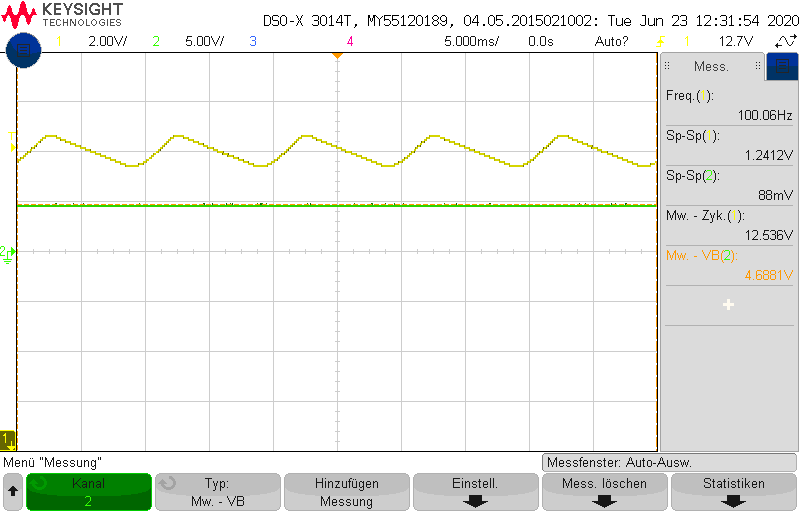 KEYSIGHT
TECHNOLOGIES
DSO-X 3014T, MY55120189, 04.05.2015021002: Tue Jun 23 12:31:54 2020
1 2.00V/ 2 5.00V/ 3 4 5.000ms/ 0.0s Auto? 1 12.7V
Mess.
Freq.( ):
100.06Hz
Sp-Sp( ):
1.2412V
Sp-Sp(2):
88mV
Mw. - Zyk.(1):
12.536V
Mw. - VB(2):
4.6881V
T
2
1
Menü "Messung"
Messfenster: Auto-Ausw.
Kanal
2
Typ:
Mw. - VB
Hinzufügen
Messung
Einstell.
Mess. löschen
Statistiken